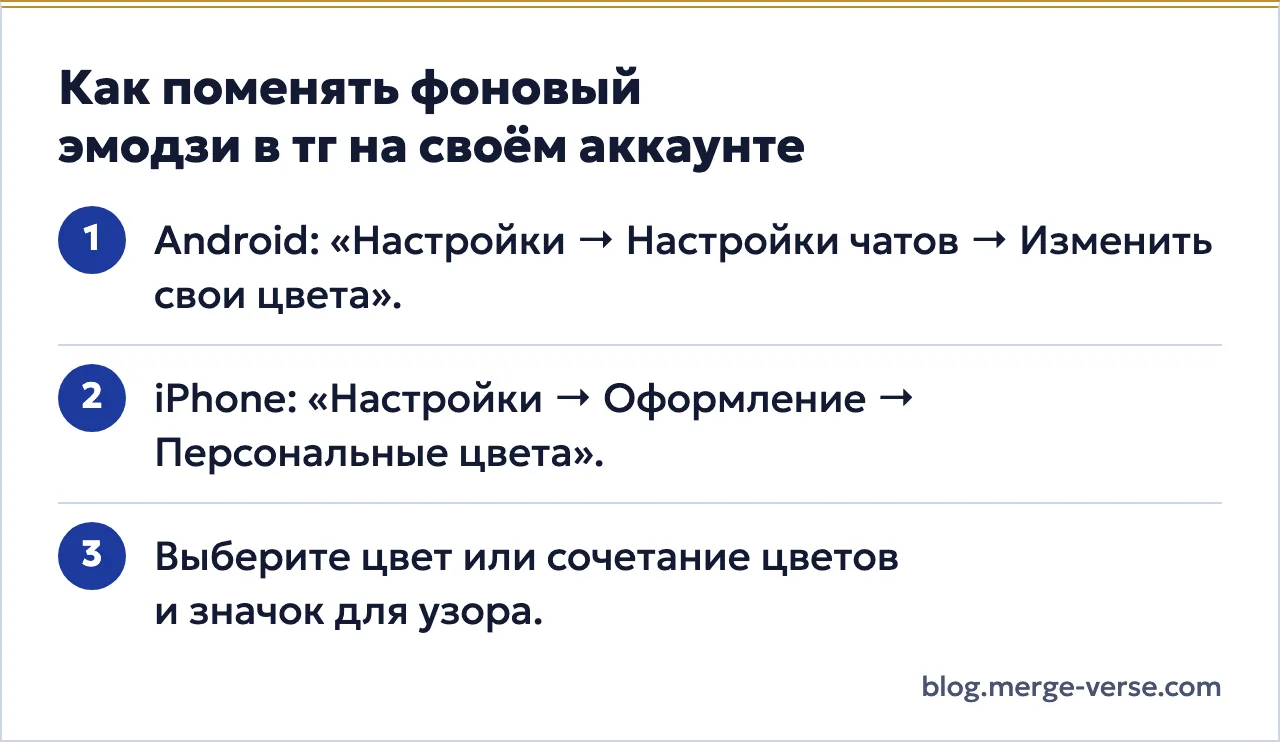 Как поменять фоновый
эмодзи в тг на своём аккаунте
1
Android: «Настройки → Настройки чатов → Изменить
свои цвета».
2
iPhone: «Настройки → Оформление →
Персональные цвета».
3
Выберите цвет или сочетание цветов
и значок для узора.
blog.merge-verse.com